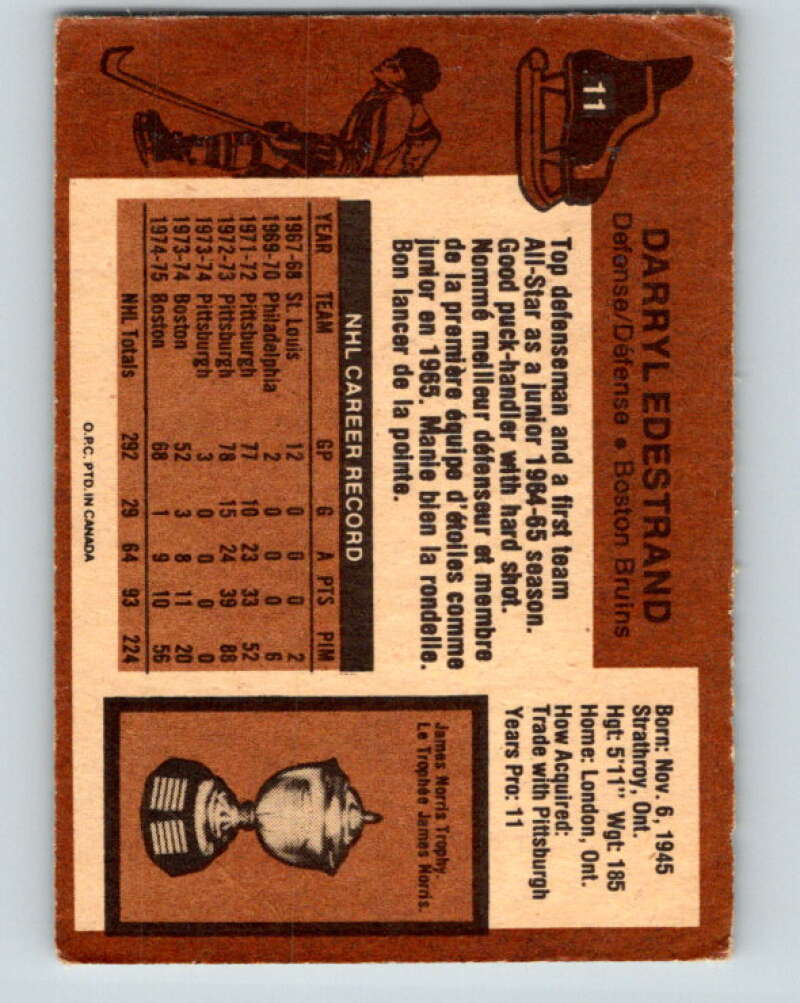 11
DARRYL EDESTRAND
Defense/Défense • Boston Bruins
Born: Nov. 6, 1945
Strathroy, Ont.
Hgt: 5'11" Wgt: 185
Home: London, Ont.
How Acquired:
Trade with Pittsburgh
Years Pro: 11
Top defenseman and a first team
All-Star as a junior 1964-65 season.
Good puck-handler with hard shot.
Nommé meilleur défenseur et membre
de la première équipe d'étoiles comme
junior en 1965. Manie bien la rondelle.
Bon lancer de la pointe.
NHL CAREER RECORD
YEAR TEAM GP G A PTS PIM
1967-68 St. Louis 12 0 0 0 2
1969-70 Philadelphia 2 0 0 0 6
1971-72 Pittsburgh 77 10 23 33 52
1972-73 Pittsburgh 78 15 24 39 88
1973-74 Pittsburgh 3 0 0 0 0
1973-74 Boston 52 3 8 11 20
1974-75 Boston 68 1 9 10 56
NHL Totals 292 29 64 93 224
James Norris Trophy.
Le Trophée James Norris.
O.P.C. PTD. IN CANADA